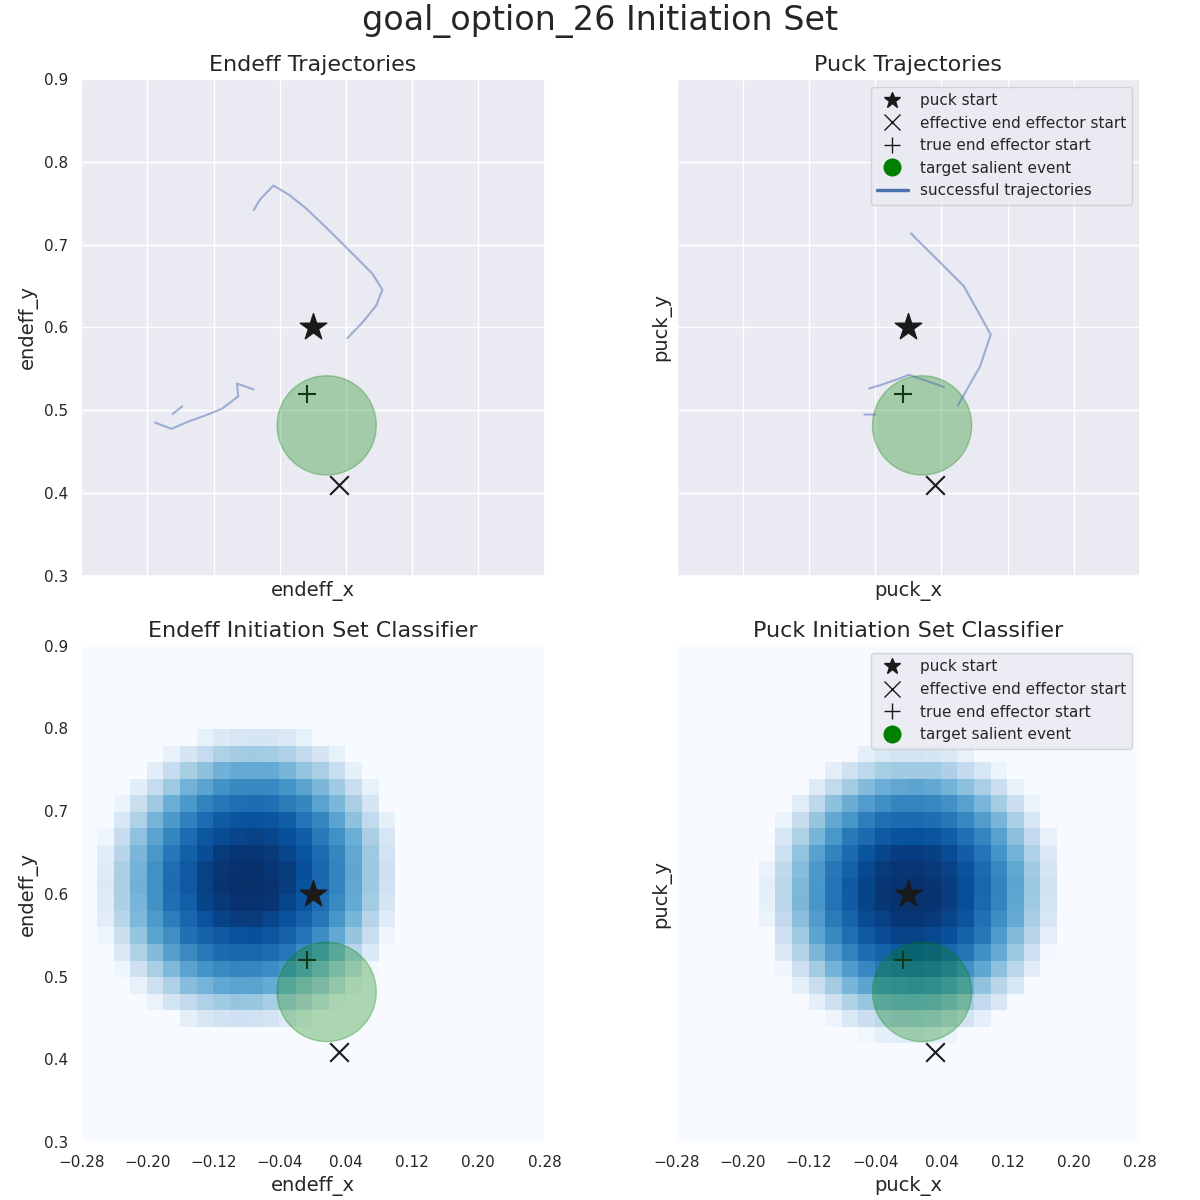 goal_option_26 Initiation Set
Endeff Trajectories
endeff_y
0.9
0.8
0.7
0.6
0.5
0.4
0.3
endeff_x
Puck Trajectories
puck start
effective end effector start
true end effector start
target salient event
successful trajectories
puck_y
puck_x
Endeff Initiation Set Classifier
endeff_y
0.9
0.8
0.7
0.6
0.5
0.4
0.3
−0.28 −0.20 −0.12 −0.04 0.04 0.12 0.20 0.28
endeff_x
Puck Initiation Set Classifier
puck start
effective end effector start
true end effector start
target salient event
puck_y
−0.28 −0.20 −0.12 −0.04 0.04 0.12 0.20 0.28
puck_x